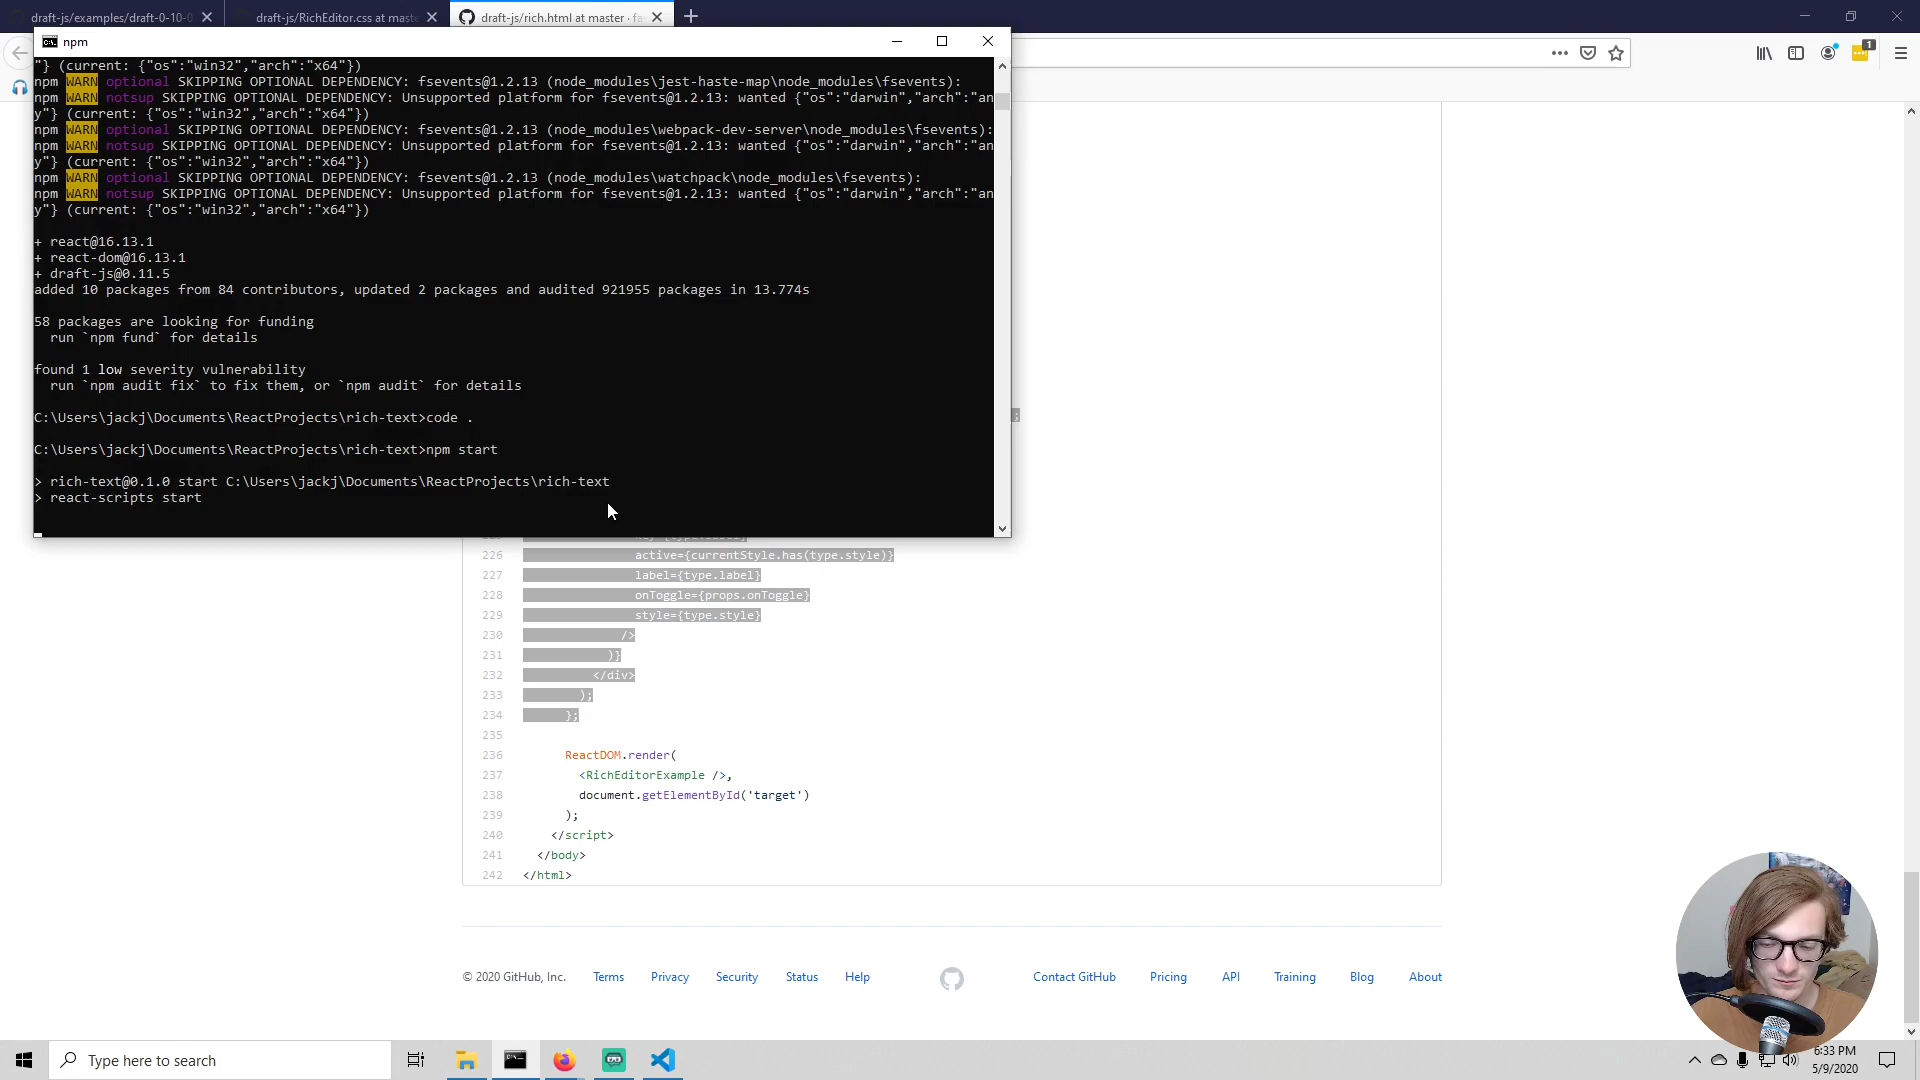 draft-js/examples/draft-0-10-0
draft-js/RichEditor.css at maste
draft-js/rich.html at master · fa
npm
1
"} (current: {"os":"win32","arch":"x64"})
npm WARN optional SKIPPING OPTIONAL DEPENDENCY: fsevents@1.2.13 (node_modules\jest-haste-map\node_modules\fsevents):
npm WARN notsup SKIPPING OPTIONAL DEPENDENCY: Unsupported platform for fsevents@1.2.13: wanted {"os":"darwin","arch":"an
y"} (current: {"os":"win32","arch":"x64"})
npm WARN optional SKIPPING OPTIONAL DEPENDENCY: fsevents@1.2.13 (node_modules\webpack-dev-server\node_modules\fsevents):
npm WARN notsup SKIPPING OPTIONAL DEPENDENCY: Unsupported platform for fsevents@1.2.13: wanted {"os":"darwin","arch":"an
y"} (current: {"os":"win32","arch":"x64"})
npm WARN optional SKIPPING OPTIONAL DEPENDENCY: fsevents@1.2.13 (node_modules\watchpack\node_modules\fsevents):
npm WARN notsup SKIPPING OPTIONAL DEPENDENCY: Unsupported platform for fsevents@1.2.13: wanted {"os":"darwin","arch":"an
y"} (current: {"os":"win32","arch":"x64"})
+ react@16.13.1
+ react-dom@16.13.1
+ draft-js@0.11.5
added 10 packages from 84 contributors, updated 2 packages and audited 921955 packages in 13.774s
58 packages are looking for funding
run `npm fund` for details
found 1 low severity vulnerability
run `npm audit fix` to fix them, or `npm audit` for details
C:\Users\jackj\Documents\ReactProjects\rich-text>code .
;
C:\Users\jackj\Documents\ReactProjects\rich-text>npm start
> rich-text@0.1.0 start C:\Users\jackj\Documents\ReactProjects\rich-text
> react-scripts start
226 active={currentStyle.has(type.style)}
227 label={type.label}
228 onToggle={props.onToggle}
229 style={type.style}
230 />
231 )}
232 </div>
233 );
234 };
235
236 ReactDOM.render(
237 <RichEditorExample />,
238 document.getElementById('target')
239 );
240 </script>
241 </body>
242 </html>
© 2020 GitHub, Inc. Terms Privacy Security Status Help Contact GitHub Pricing API Training Blog About
Type here to search
6:33 PM
5/9/2020